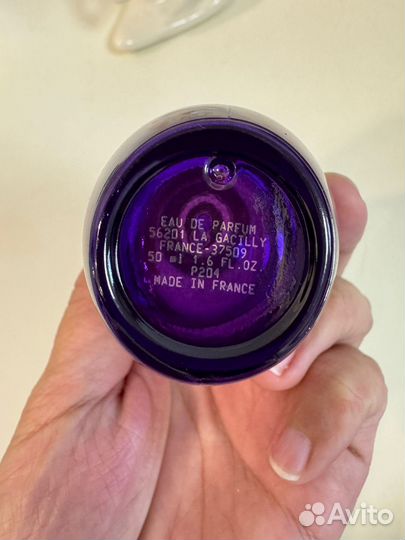 EAU DE PARFUM
56201 LA GACILLY
FRANCE-37509
50 ml 1.6 FL.OZ.
P204
MADE IN FRANCE
Avito